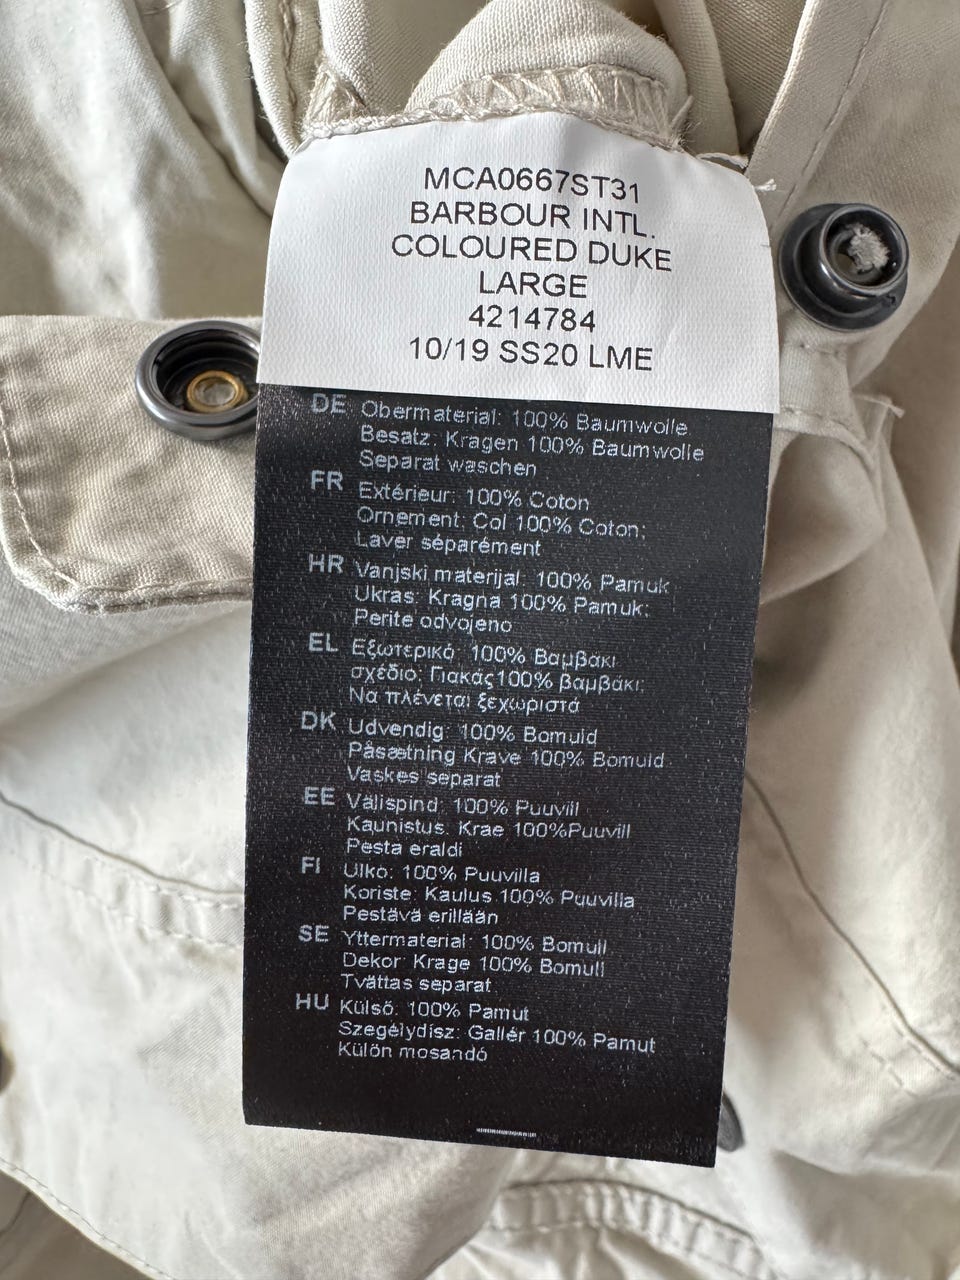 MCA0667ST31
BARBOUR INTL.
COLOURED DUKE
LARGE
4214784
10/19 SS20 LME
DE Obermaterial: 100% Baumwolle
Besatz: Kragen 100% Baumwolle
Separat waschen
FR Extérieur: 100% Coton
Ornement: Col 100% Coton;
Laver séparément
HR Vanjski materijal: 100% Pamuk
Ukras: Kragna 100% Pamuk;
Perite odvojeno
EL Εξωτερικό: 100% Βαμβάκι
σχέδιο: Γιακάς100% βαμβάκι;
Να πλένεται ξεχωριστά
DK Udvendig: 100% Bomuld
Påsætning Krave 100% Bomuld
Vaskes separat
EE Välispind: 100% Puuvill
Kaunistus: Krae 100%Puuvill
Pesta eraldi
FI Ulko: 100% Puuvilla
Koriste: Kaulus 100% Puuvilla
Pestävä erillään
SE Yttermaterial: 100% Bomull
Dekor: Krage 100% Bomull
Tvättas separat
HU Külső: 100% Pamut
Szegélydísz: Gallér 100% Pamut
Külön mosandó